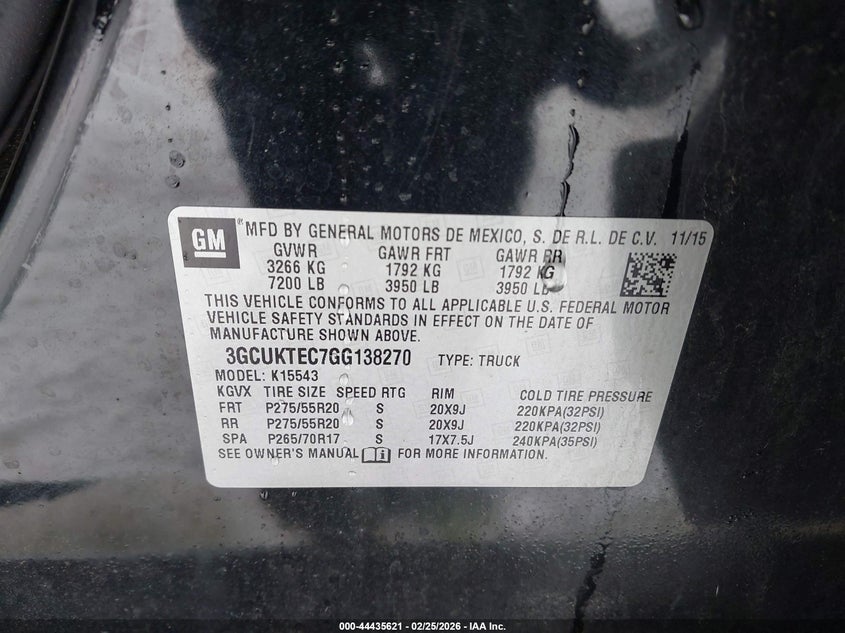 GM ®MFD BY GENERAL MOTORS DE MEXICO, S. DE R.L. DE C.V. 11/15
GVWR GAWR FRT GAWR RR
3266 KG 1792 KG 1792 KG
7200 LB 3950 LB 3950 LB
THIS VEHICLE CONFORMS TO ALL APPLICABLE U.S. FEDERAL MOTOR
VEHICLE SAFETY STANDARDS IN EFFECT ON THE DATE OF
MANUFACTURE SHOWN ABOVE.
3GCUKTEC7GG138270 TYPE: TRUCK
MODEL: K15543
KGVX TIRE SIZE SPEED RTG RIM COLD TIRE PRESSURE
FRT P275/55R20 S 20X9J 220KPA(32PSI)
RR P275/55R20 S 20X9J 220KPA(32PSI)
SPA P265/70R17 S 17X7.5J 240KPA(35PSI)
SEE OWNER'S MANUAL FOR MORE INFORMATION.
000-44435621 - 02/25/2026 - IAA Inc.